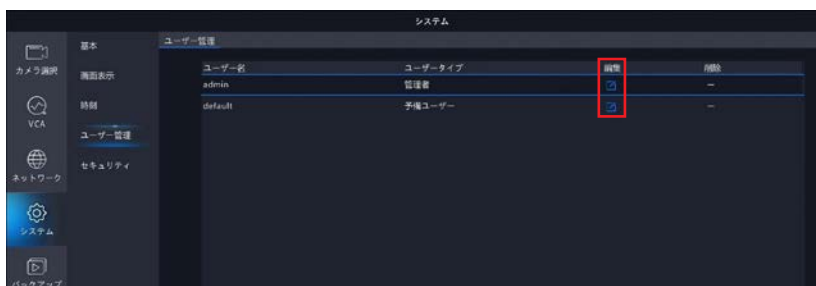 システム
カメラ選択
VCA
ネットワーク
システム
バックアップ
基本
画面表示
時刻
ユーザー管理
セキュリティ
ユーザー管理
ユーザー名 ユーザータイプ 編集 削除
admin 管理者 －
default 予備ユーザー －